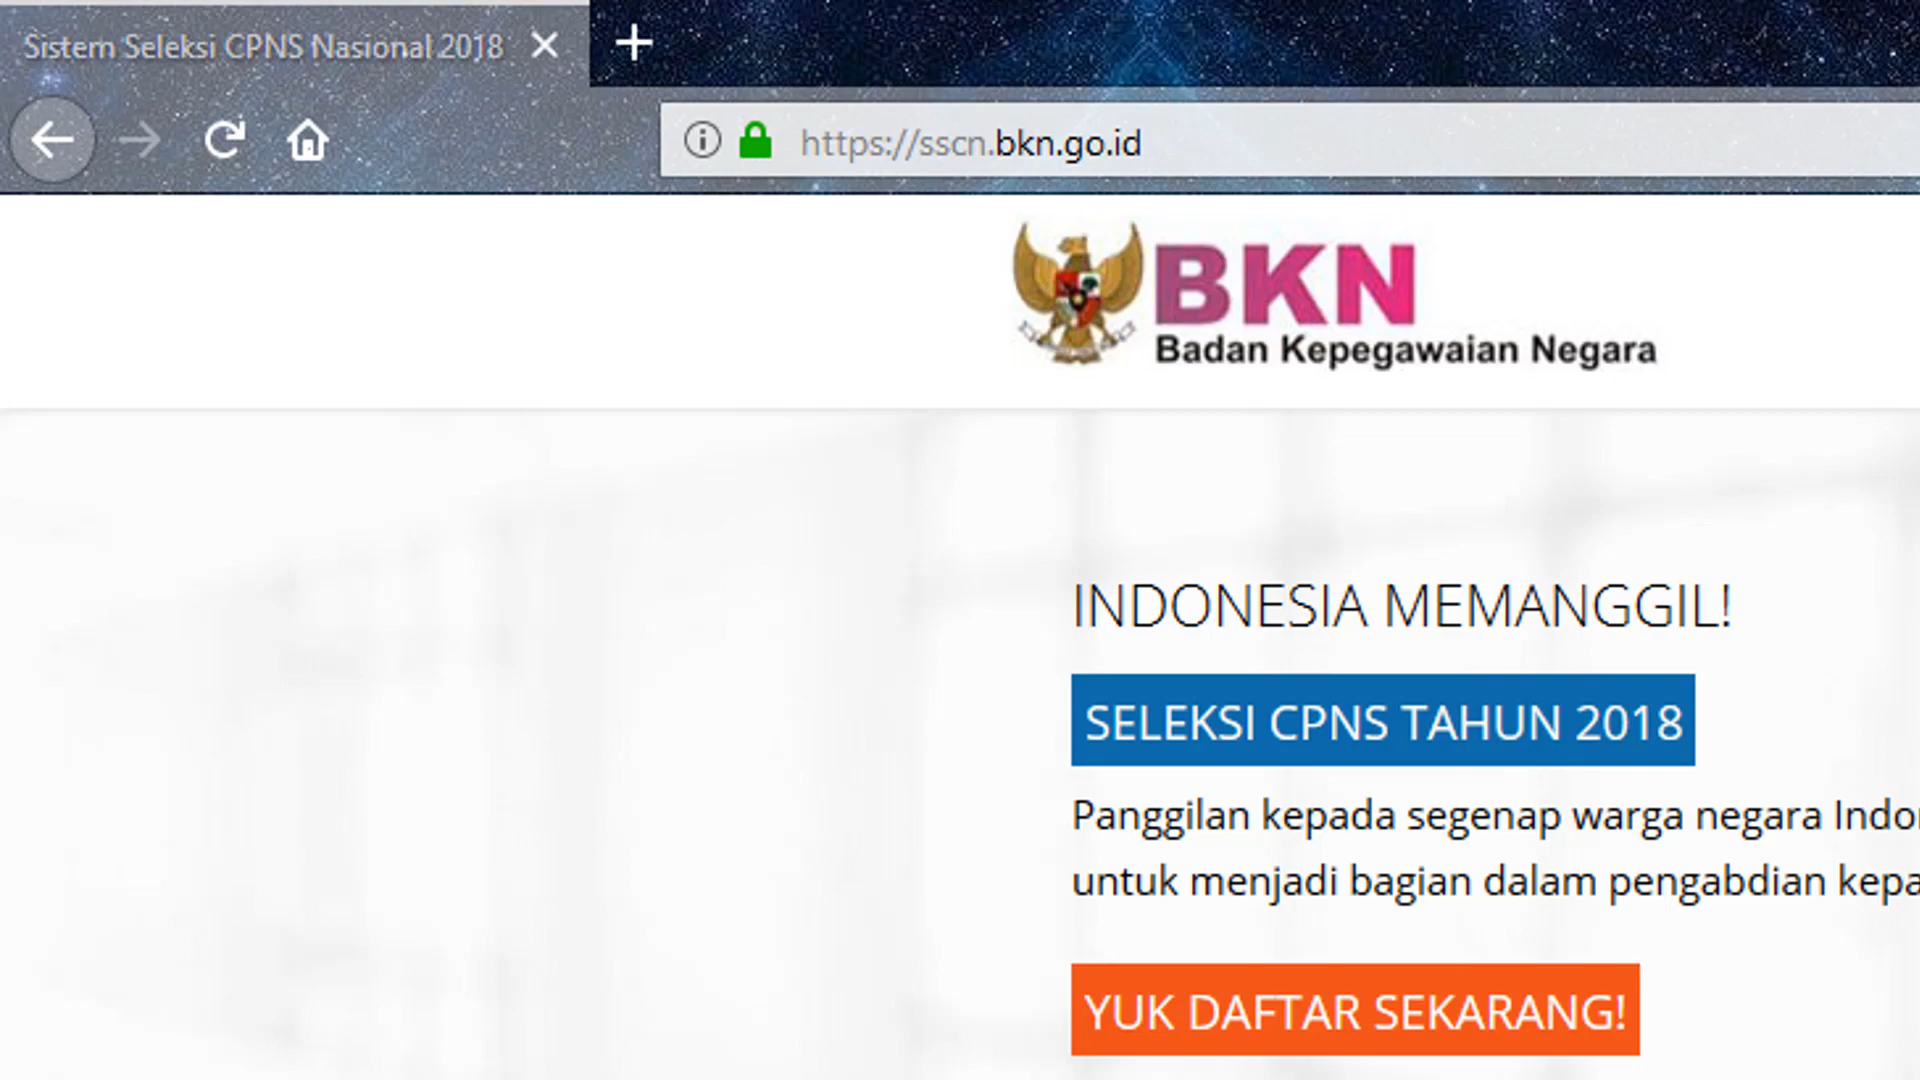 Sistem Seleksi CPNS Nasional 2018
https://sscn.bkn.go.id
BKN
Badan Kepegawaian Negara
INDONESIA MEMANGGIL!
SELEKSI CPNS TAHUN 2018
Panggilan kepada segenap warga negara Indo
untuk menjadi bagian dalam pengabdian kepa
YUK DAFTAR SEKARANG!